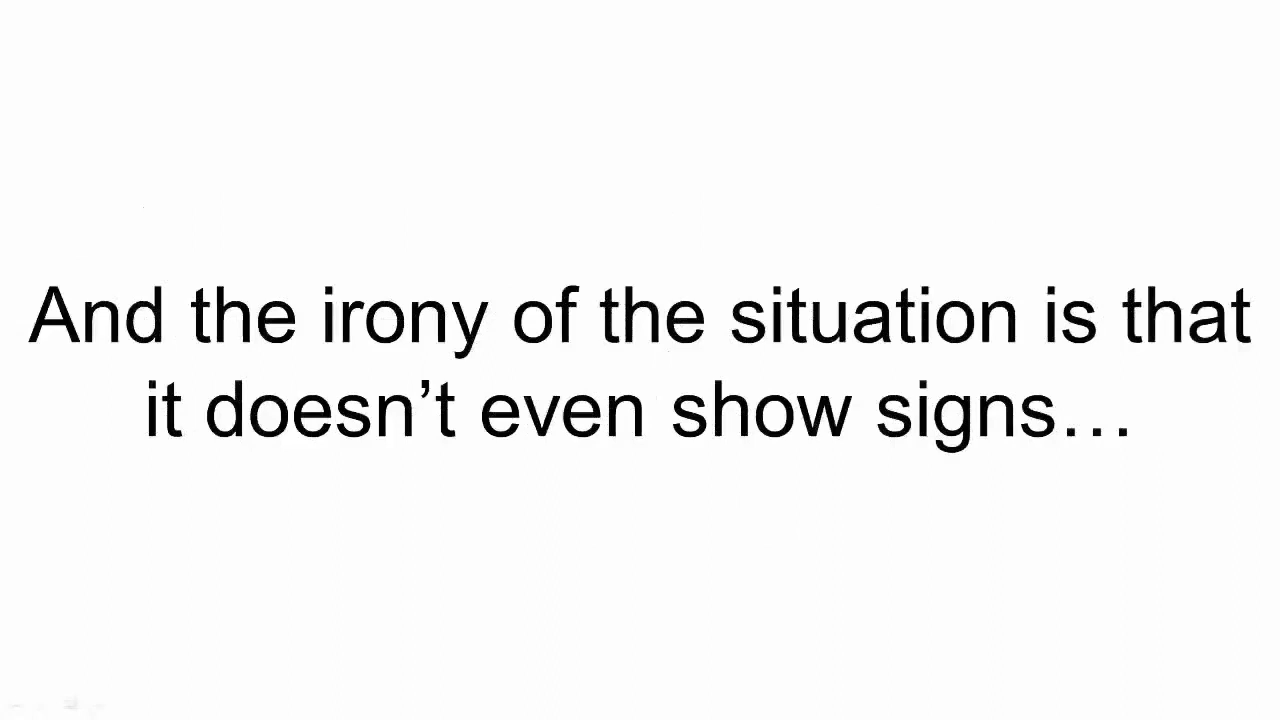 And the irony of the situation is that
it doesn’t even show signs…